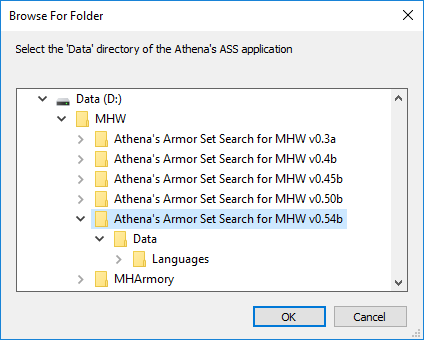 Browse For Folder
Select the 'Data' directory of the Athena's ASS application
Data (D:)
MHW
Athena's Armor Set Search for MHW v0.3a
Athena's Armor Set Search for MHW v0.4b
Athena's Armor Set Search for MHW v0.45b
Athena's Armor Set Search for MHW v0.50b
Athena's Armor Set Search for MHW v0.54b
Data
Languages
MHArmory
OK
Cancel